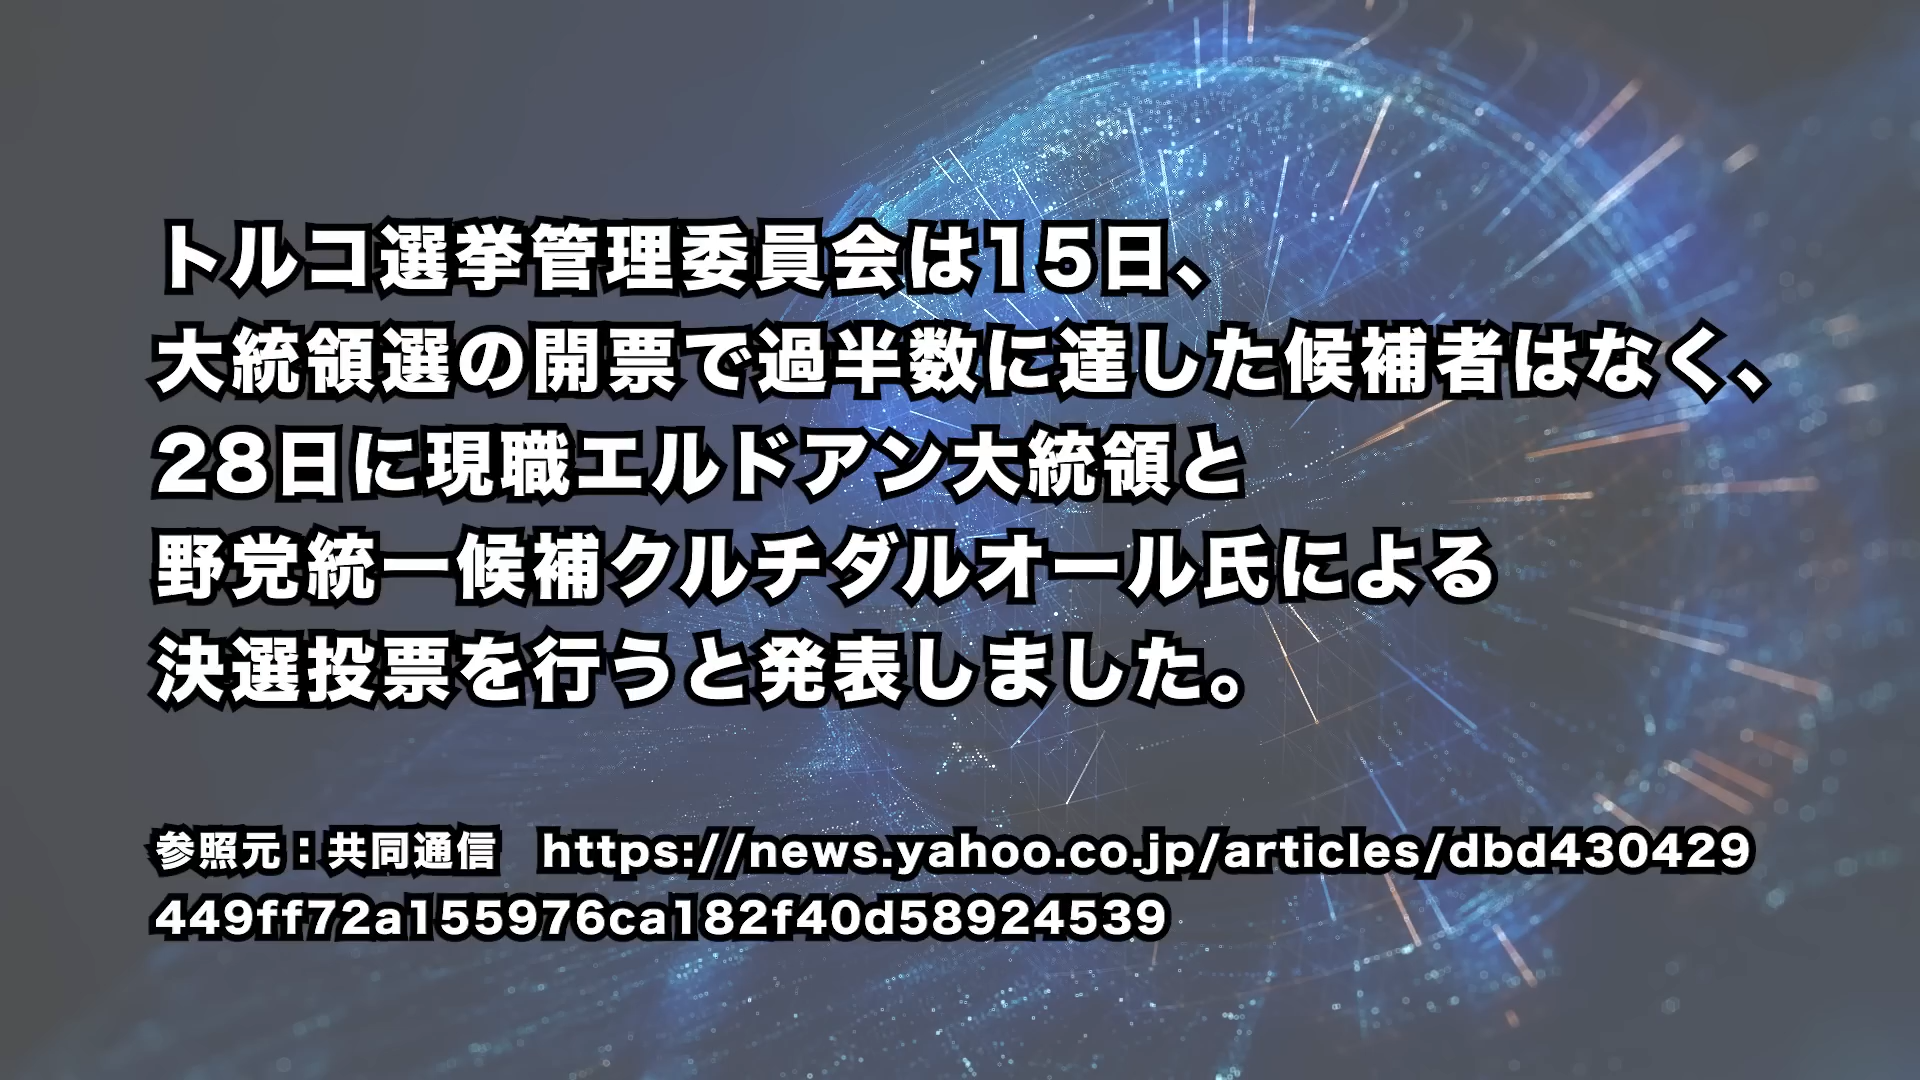 トルコ選挙管理委員会は15日、
大統領選の開票で過半数に達した候補者はなく、
28日に現職エルドアン大統領と
野党統一候補クルチダルオール氏による
決選投票を行うと発表しました。
参照元：共同通信　https://news.yahoo.co.jp/articles/dbd430429
449ff72a155976ca182f40d58924539